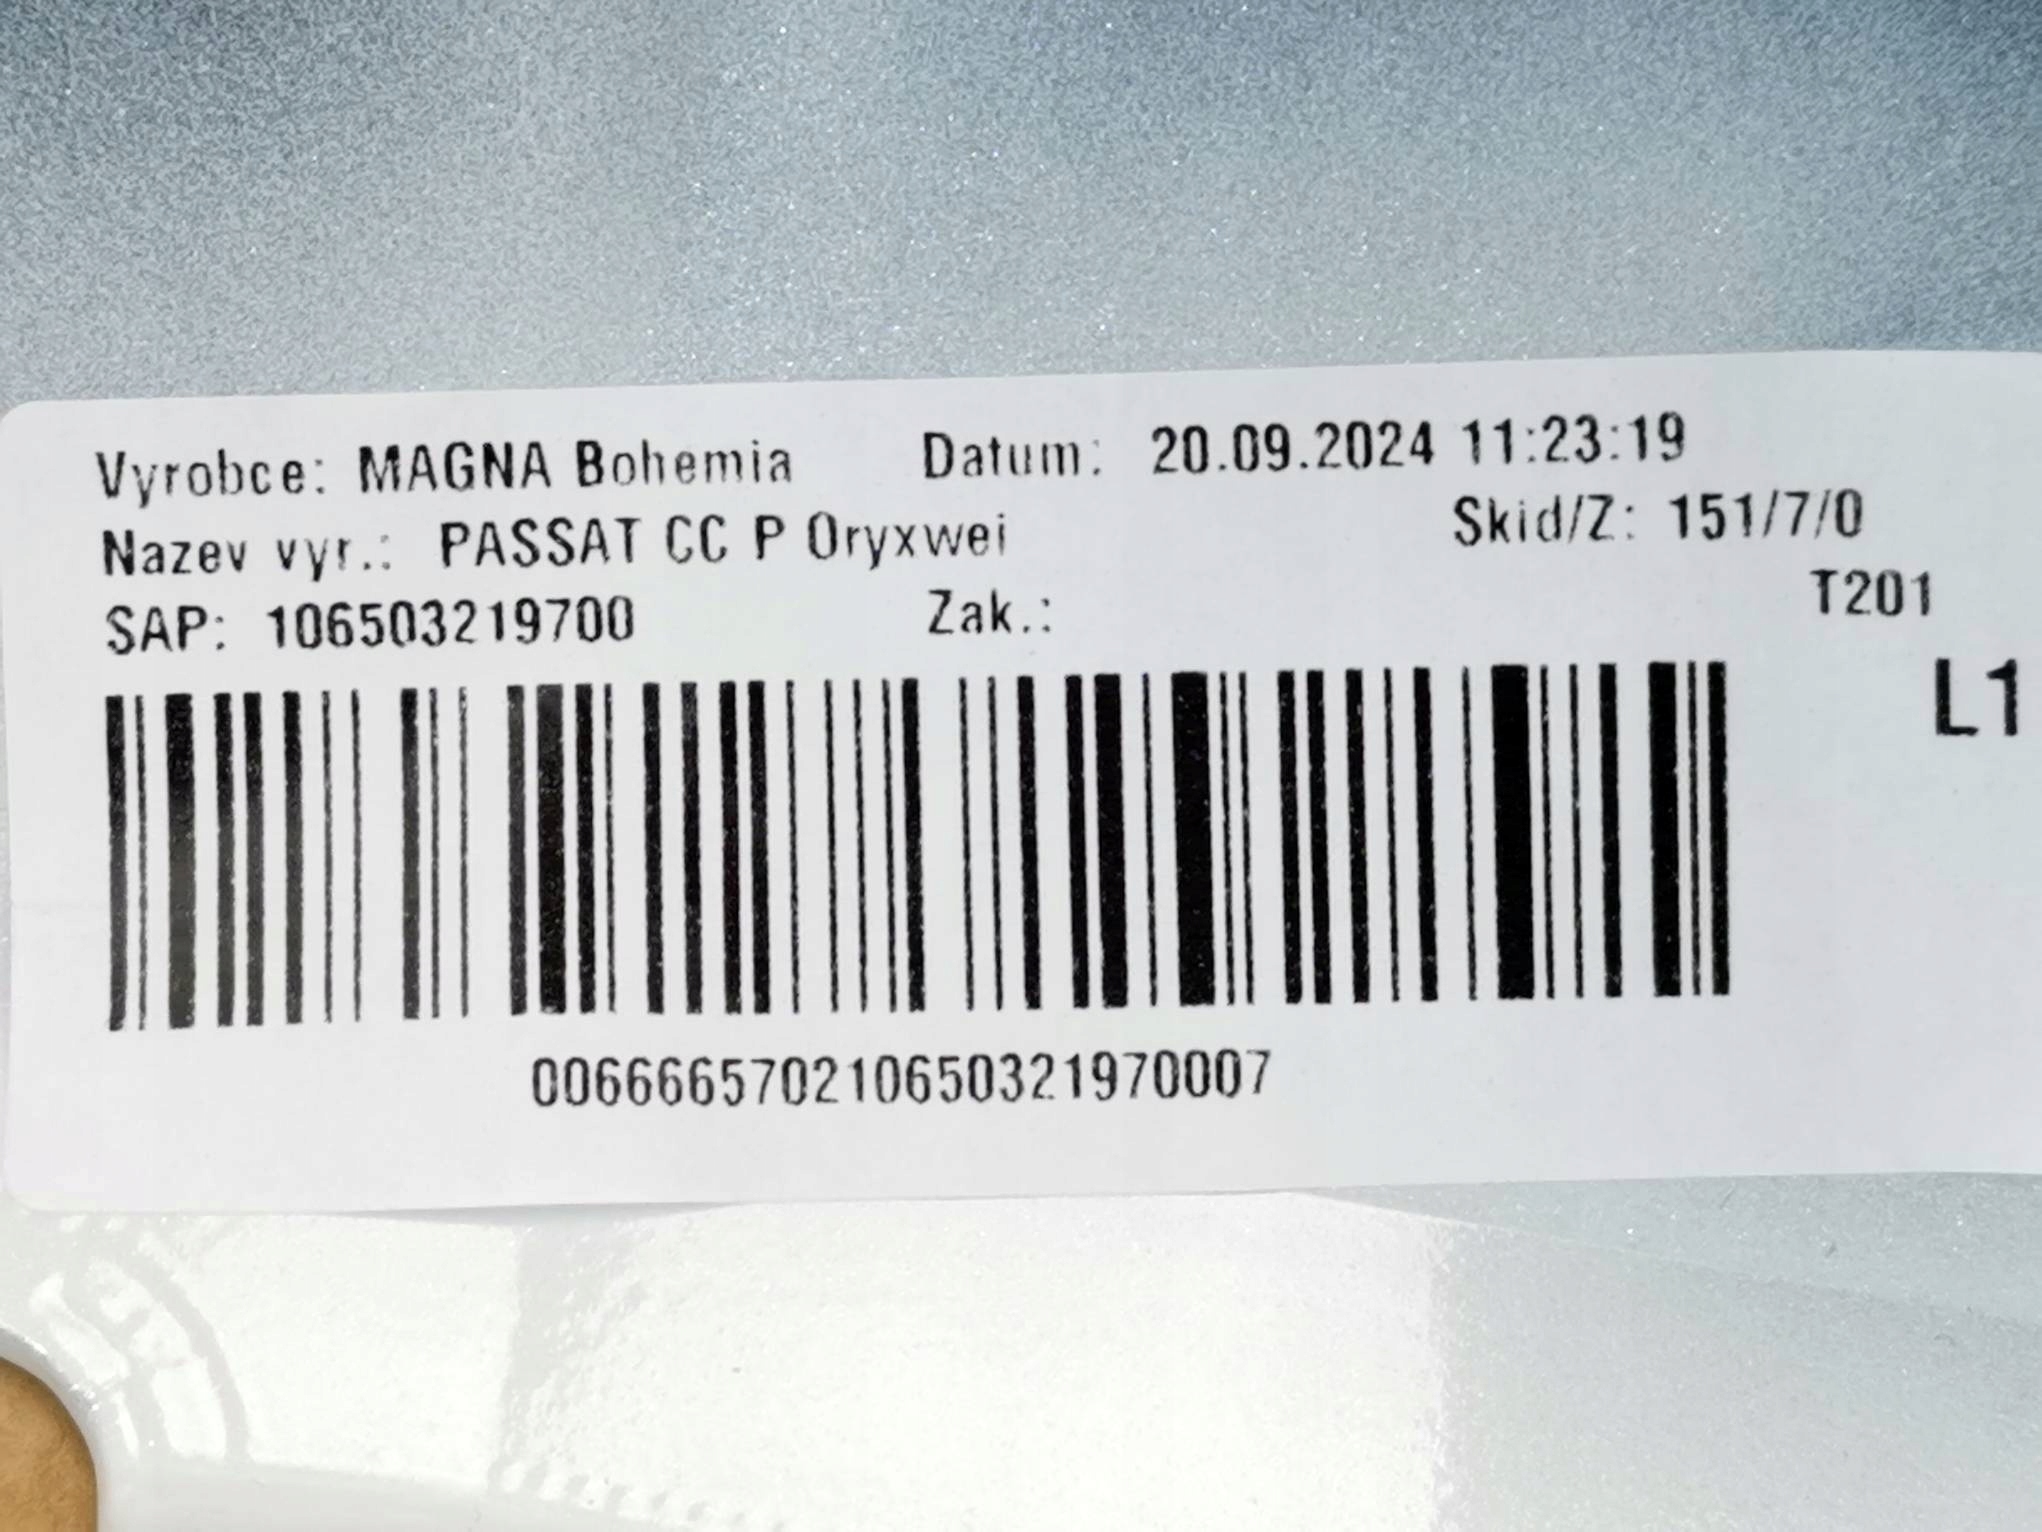 Vyrobce: MAGNA Bohemia Datum: 20.09.2024 11:23:19
Nazev vyr.: PASSAT CC P Oryxwei Skid/Z: 151/7/0
SAP: 106503219700 Zak.: T201
L1
006666570210650321970007